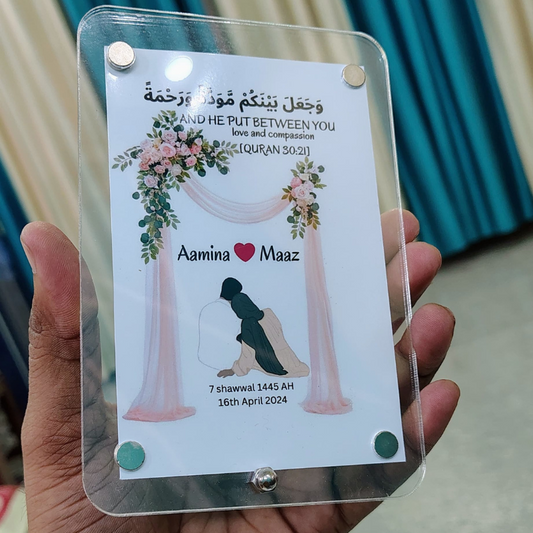 وَجَعَلَ بَيْنَكُمْ مَّوَدَّةً وَرَحْمَةً
AND HE PUT BETWEEN YOU
love and compassion
[QURAN 30:21]
Aamina ❤ Maaz
7 shawwal 1445 AH
16th April 2024